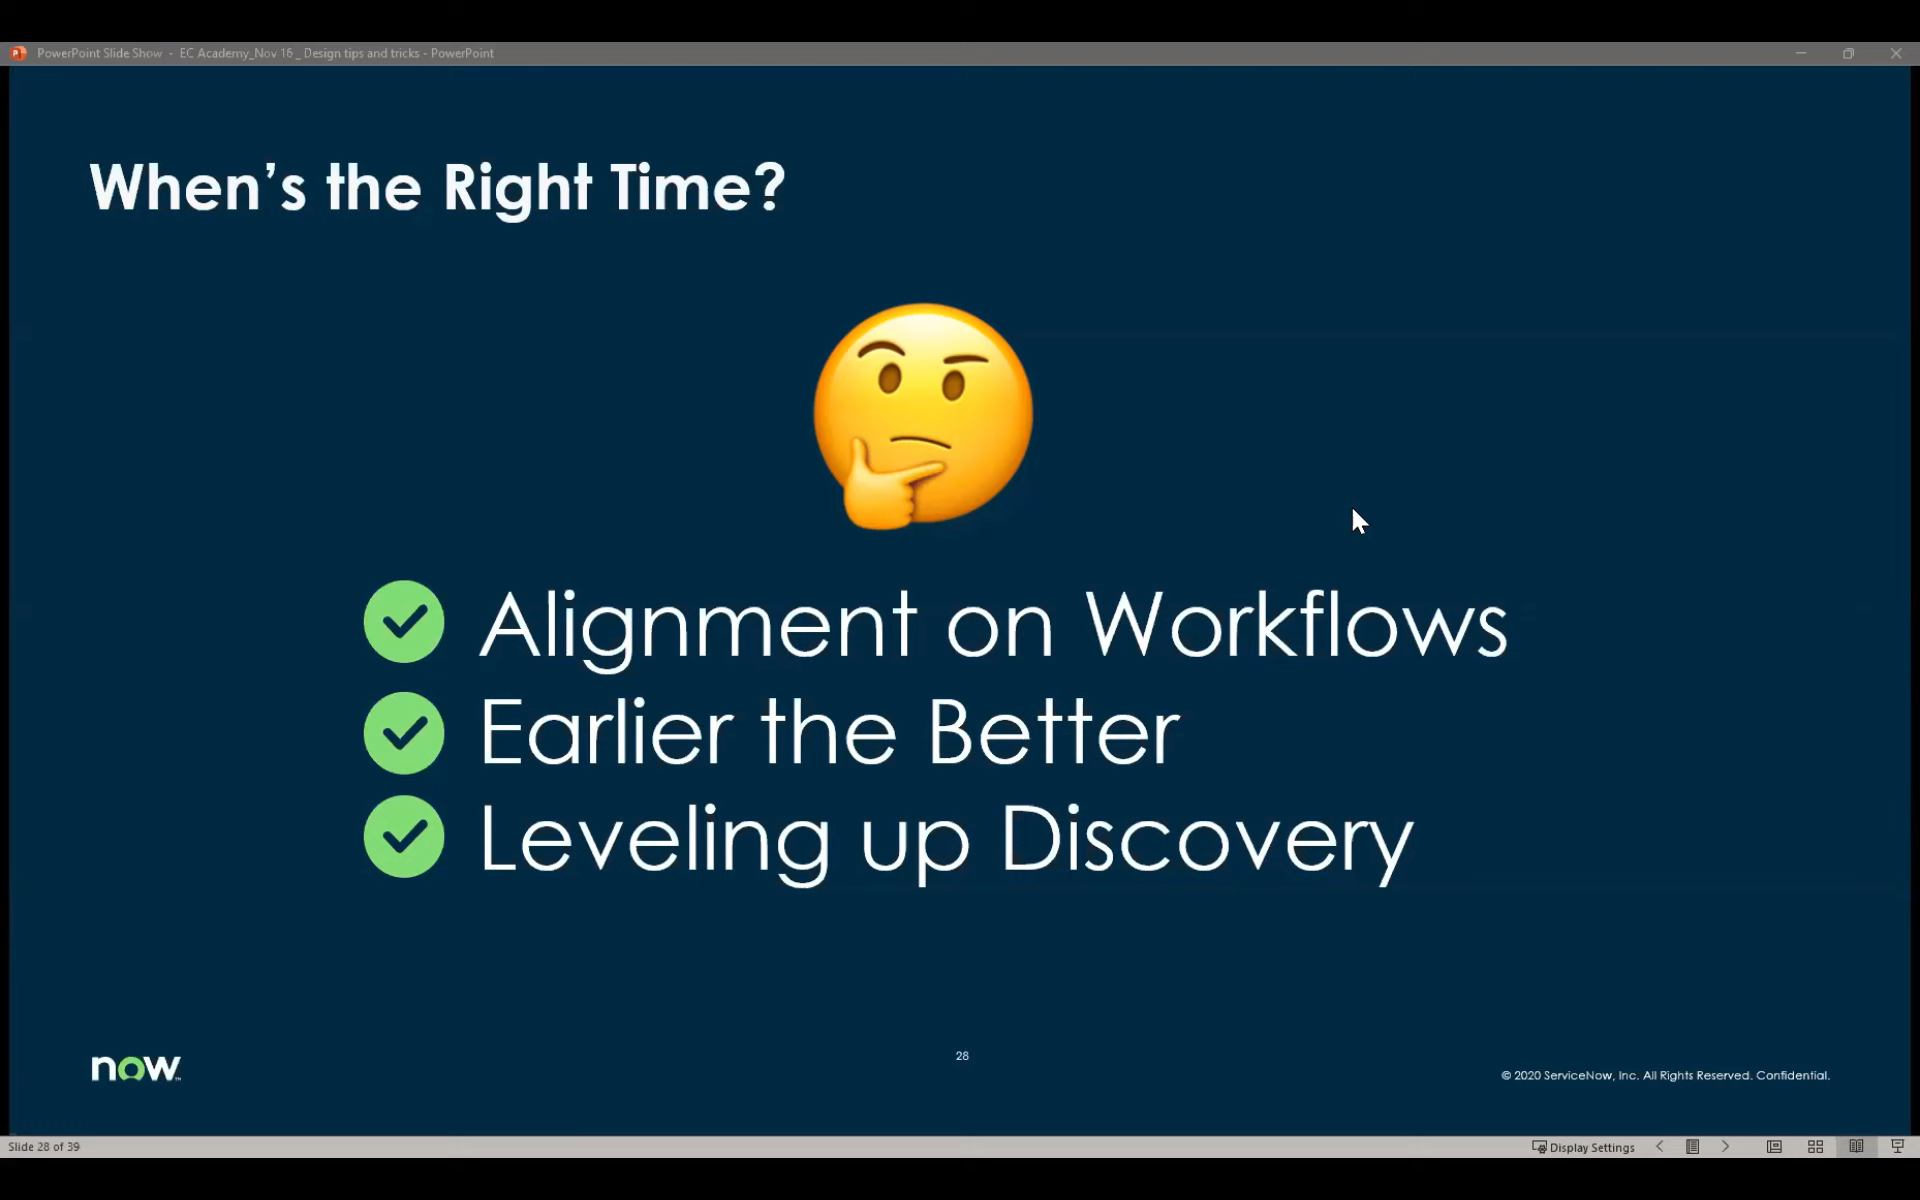 PowerPoint Slide Show - EC Academy_Nov 16 _ Design tips and tricks - PowerPoint
When's the Right Time?
Alignment on Workflows
Earlier the Better
Leveling up Discovery
now™
28
© 2020 ServiceNow, Inc. All Rights Reserved. Confidential.
Slide 28 of 39
Display Settings